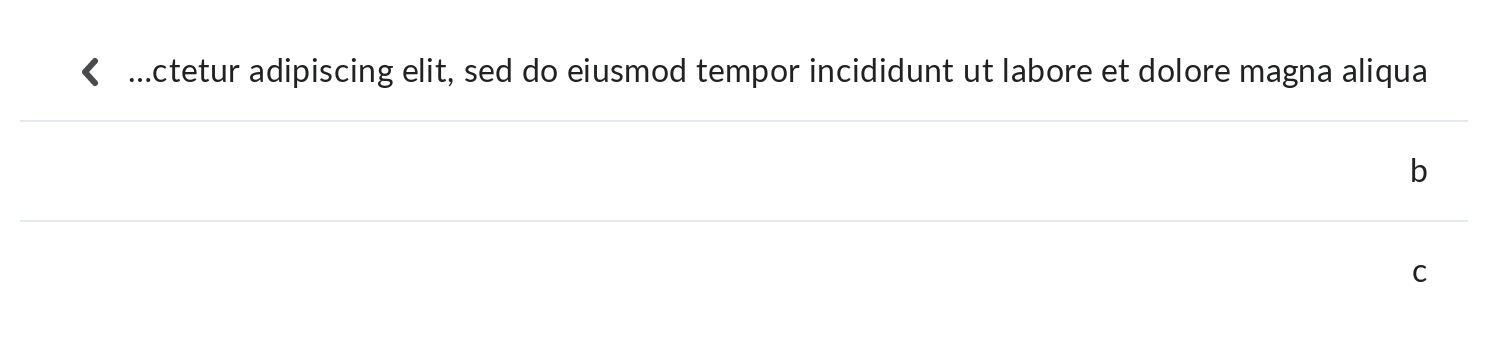 ...ctetur adipiscing elit, sed do eiusmod tempor incididunt ut labore et dolore magna aliqua
b
c